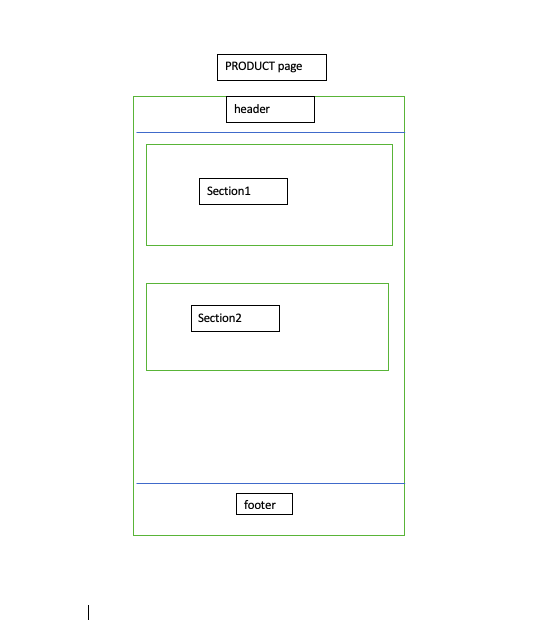 PRODUCT page
header
Section1
Section2
footer